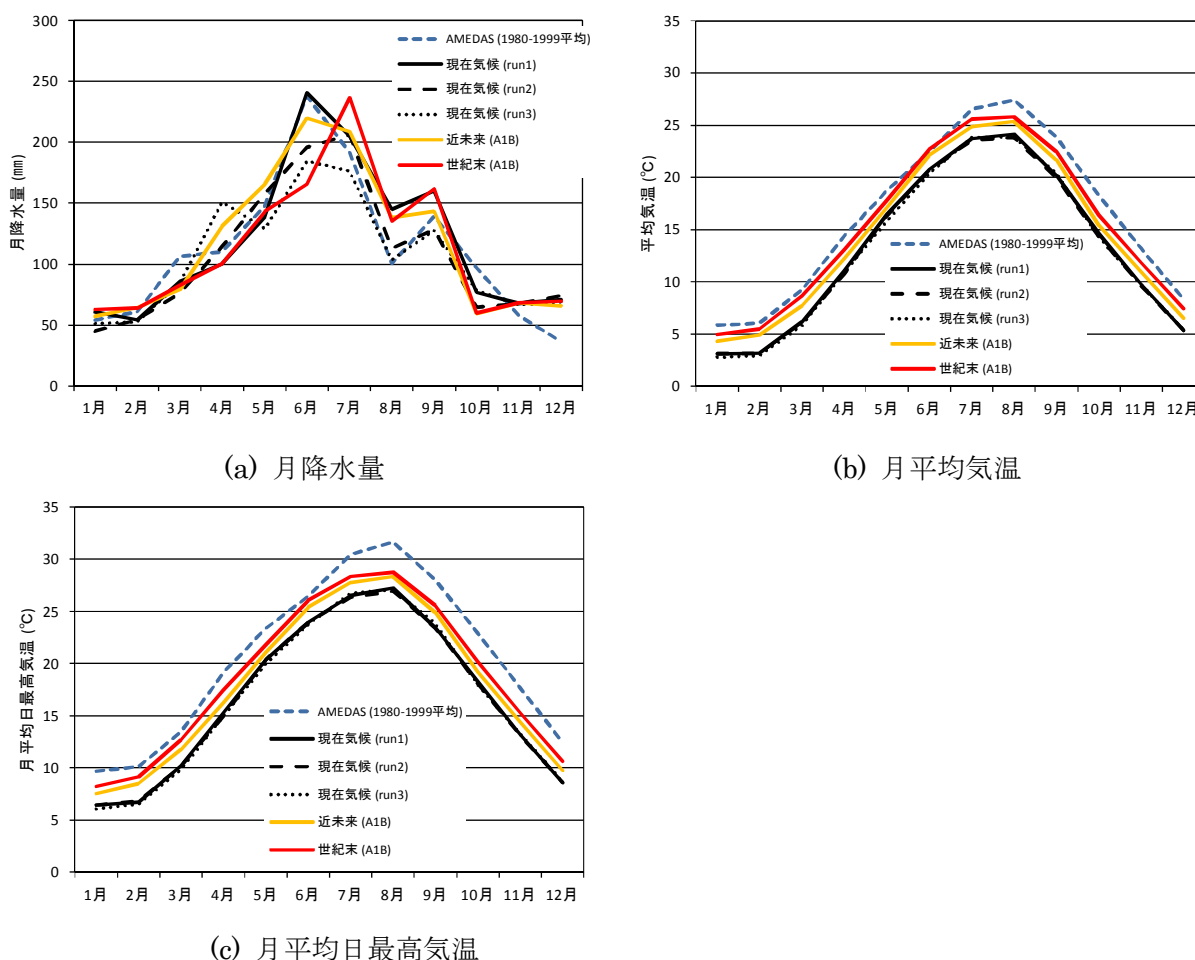 300
250
200
150
100
50
0
月降水量 (㎜)
AMEDAS (1980-1999平均)
現在気候 (run1)
現在気候 (run2)
現在気候 (run3)
近未来 (A1B)
世紀末 (A1B)
1月 2月 3月 4月 5月 6月 7月 8月 9月 10月 11月 12月
(a) 月降水量
35
30
25
20
15
10
5
0
平均気温 (℃)
AMEDAS (1980-1999平均)
現在気候 (run1)
現在気候 (run2)
現在気候 (run3)
近未来 (A1B)
世紀末 (A1B)
1月 2月 3月 4月 5月 6月 7月 8月 9月 10月 11月 12月
(b) 月平均気温
35
30
25
20
15
10
5
0
月平均日最高気温 (℃)
AMEDAS (1980-1999平均)
現在気候 (run1)
現在気候 (run2)
現在気候 (run3)
近未来 (A1B)
世紀末 (A1B)
1月 2月 3月 4月 5月 6月 7月 8月 9月 10月 11月 12月
(c) 月平均日最高気温